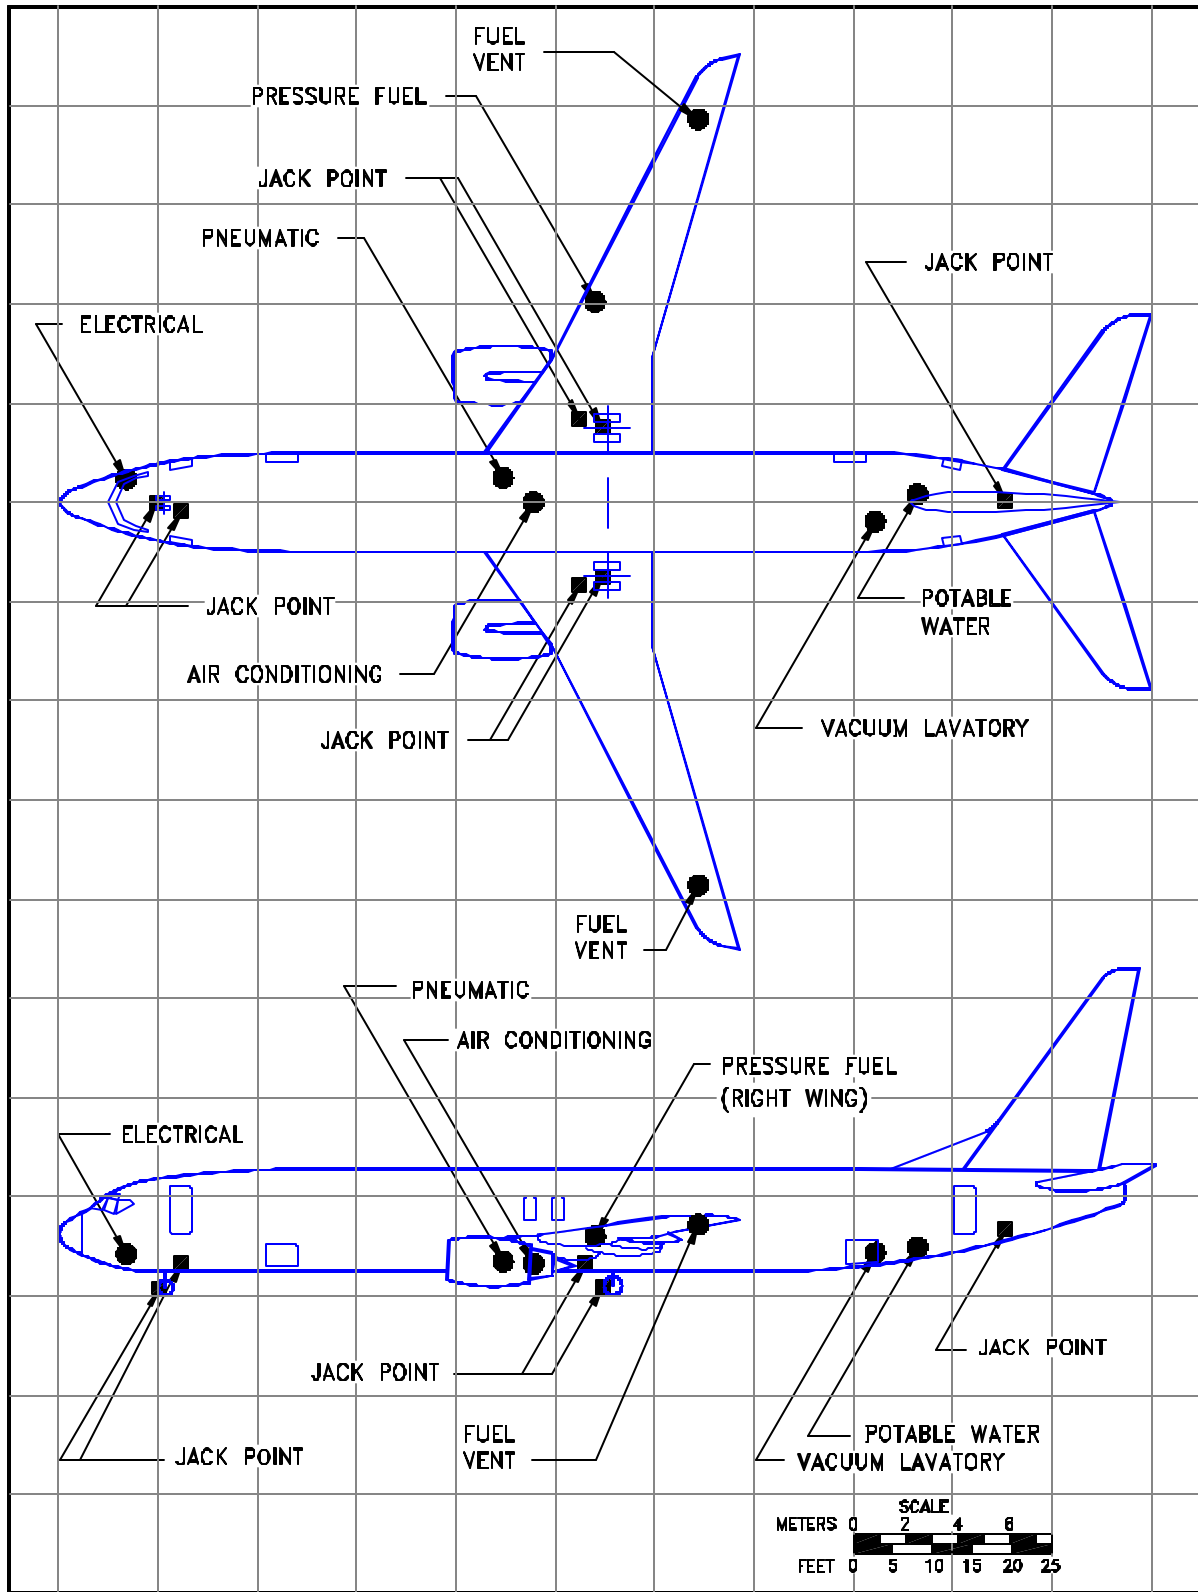 FUEL
VENT
PRESSURE FUEL
JACK POINT
PNEUMATIC
JACK POINT
ELECTRICAL
JACK POINT
POTABLE
WATER
AIR CONDITIONING
VACUUM LAVATORY
JACK POINT
FUEL
VENT
PNEUMATIC
AIR CONDITIONING
PRESSURE FUEL
(RIGHT WING)
ELECTRICAL
JACK POINT
JACK POINT
FUEL
VENT
POTABLE WATER
JACK POINT
VACUUM LAVATORY
SCALE
METERS 0 2 4 6
FEET 0 5 10 15 20 25